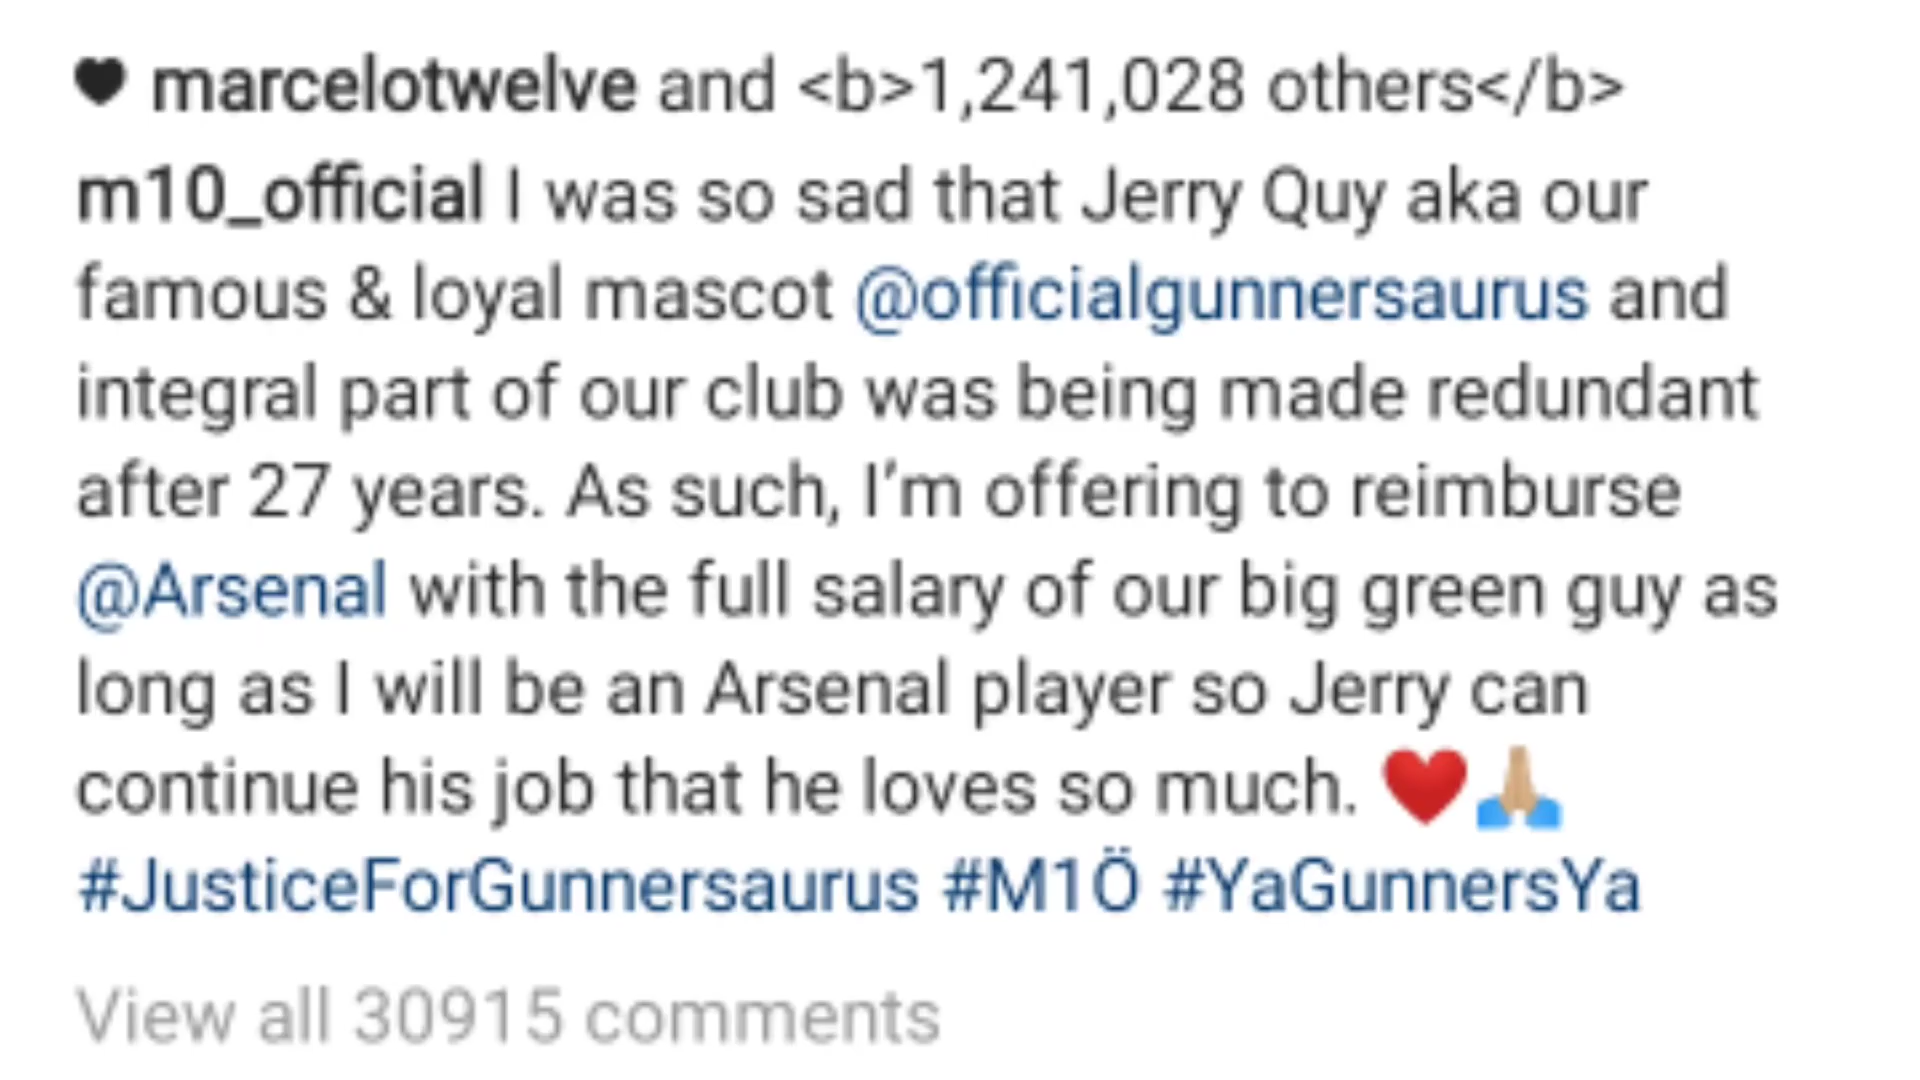 🖤 marcelotwelve and <b>1,241,028 others</b>
m10_official I was so sad that Jerry Quy aka our
famous & loyal mascot @officialgunnersaurus and
integral part of our club was being made redundant
after 27 years. As such, I’m offering to reimburse
@Arsenal with the full salary of our big green guy as
long as I will be an Arsenal player so Jerry can
continue his job that he loves so much. ❤️🙏🏼
#JusticeForGunnersaurus #M1Ö #YaGunnersYa
View all 30915 comments